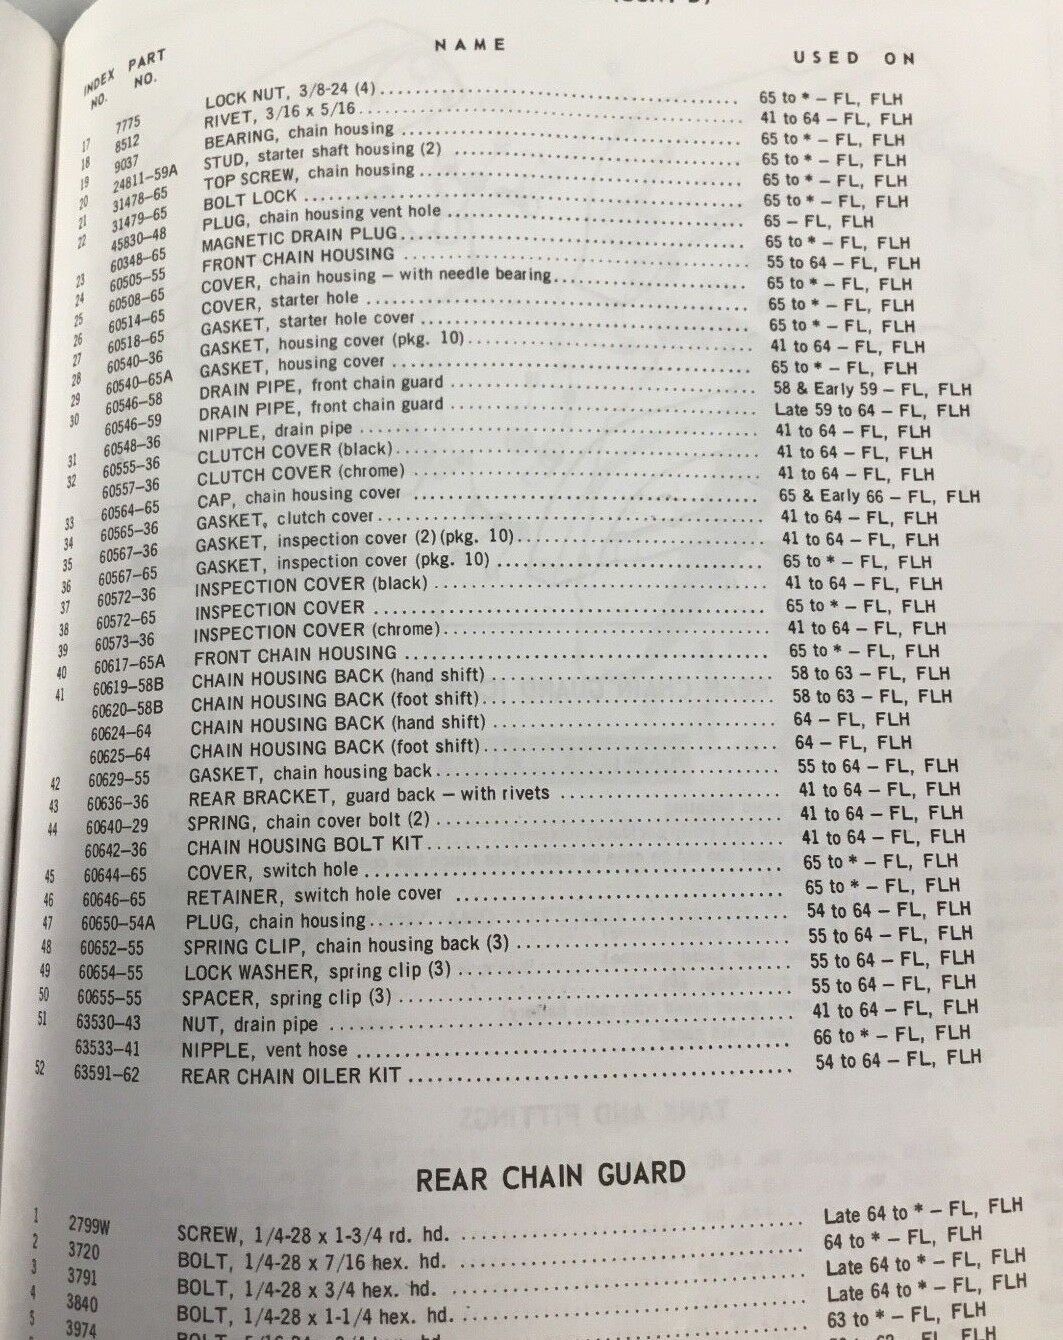 NAME
USED ON
INDEX NO. PART NO.
17 7775 LOCK NUT, 3/8-24 (4) 65 to * – FL, FLH
18 8512 RIVET, 3/16 x 5/16 41 to 64 – FL, FLH
19 9037 BEARING, chain housing 65 to * – FL, FLH
20 24811–59A STUD, starter shaft housing (2) 65 to * – FL, FLH
21 31478–65 TOP SCREW, chain housing 65 to * – FL, FLH
22 31479–65 BOLT LOCK 65 to * – FL, FLH
45830–48 PLUG, chain housing vent hole 65 – FL, FLH
23 60348–65 MAGNETIC DRAIN PLUG 65 to * – FL, FLH
24 60505–55 FRONT CHAIN HOUSING 55 to 64 – FL, FLH
25 60508–65 COVER, chain housing – with needle bearing 65 to * – FL, FLH
26 60514–65 COVER, starter hole 65 to * – FL, FLH
27 60518–65 GASKET, starter hole cover 65 to * – FL, FLH
28 60540–36 GASKET, housing cover (pkg. 10) 41 to 64 – FL, FLH
29 60540–65A GASKET, housing cover 65 to * – FL, FLH
30 60546–58 DRAIN PIPE, front chain guard 58 & Early 59 – FL, FLH
60546–59 DRAIN PIPE, front chain guard Late 59 to 64 – FL, FLH
31 60548–36 NIPPLE, drain pipe 41 to 64 – FL, FLH
32 60555–36 CLUTCH COVER (black) 41 to 64 – FL, FLH
60557–36 CLUTCH COVER (chrome) 41 to 64 – FL, FLH
33 60564–65 CAP, chain housing cover 65 & Early 66 – FL, FLH
34 60565–36 GASKET, clutch cover 41 to 64 – FL, FLH
35 60567–36 GASKET, inspection cover (2) (pkg. 10) 41 to 64 – FL, FLH
36 60567–65 GASKET, inspection cover (pkg. 10) 65 to * – FL, FLH
37 60572–36 INSPECTION COVER (black) 41 to 64 – FL, FLH
38 60572–65 INSPECTION COVER 65 to * – FL, FLH
39 60573–36 INSPECTION COVER (chrome) 41 to 64 – FL, FLH
40 60617–65A FRONT CHAIN HOUSING 65 to * – FL, FLH
41 60619–58B CHAIN HOUSING BACK (hand shift) 58 to 63 – FL, FLH
60620–58B CHAIN HOUSING BACK (foot shift) 58 to 63 – FL, FLH
60624–64 CHAIN HOUSING BACK (hand shift) 64 – FL, FLH
60625–64 CHAIN HOUSING BACK (foot shift) 64 – FL, FLH
42 60629–55 GASKET, chain housing back 55 to 64 – FL, FLH
43 60636–36 REAR BRACKET, guard back – with rivets 41 to 64 – FL, FLH
44 60640–29 SPRING, chain cover bolt (2) 41 to 64 – FL, FLH
60642–36 CHAIN HOUSING BOLT KIT 41 to 64 – FL, FLH
45 60644–65 COVER, switch hole 65 to * – FL, FLH
46 60646–65 RETAINER, switch hole cover 65 to * – FL, FLH
47 60650–54A PLUG, chain housing 54 to 64 – FL, FLH
48 60652–55 SPRING CLIP, chain housing back (3) 55 to 64 – FL, FLH
49 60654–55 LOCK WASHER, spring clip (3) 55 to 64 – FL, FLH
50 60655–55 SPACER, spring clip (3) 55 to 64 – FL, FLH
51 63530–43 NUT, drain pipe 41 to 64 – FL, FLH
63533–41 NIPPLE, vent hose 66 to * – FL, FLH
52 63591–62 REAR CHAIN OILER KIT 54 to 64 – FL, FLH
REAR CHAIN GUARD
1 2799W SCREW, 1/4-28 x 1-3/4 rd. hd. Late 64 to * – FL, FLH
2 3720 BOLT, 1/4-28 x 7/16 hex. hd. 64 to * – FL, FLH
3 3791 BOLT, 1/4-28 x 3/4 hex. hd. Late 64 to * – FL, FLH
4 3840 BOLT, 1/4-28 x 1-1/4 hex. hd. Late 64 to * – FL, FLH
5 3974 63 to * – FL, FLH